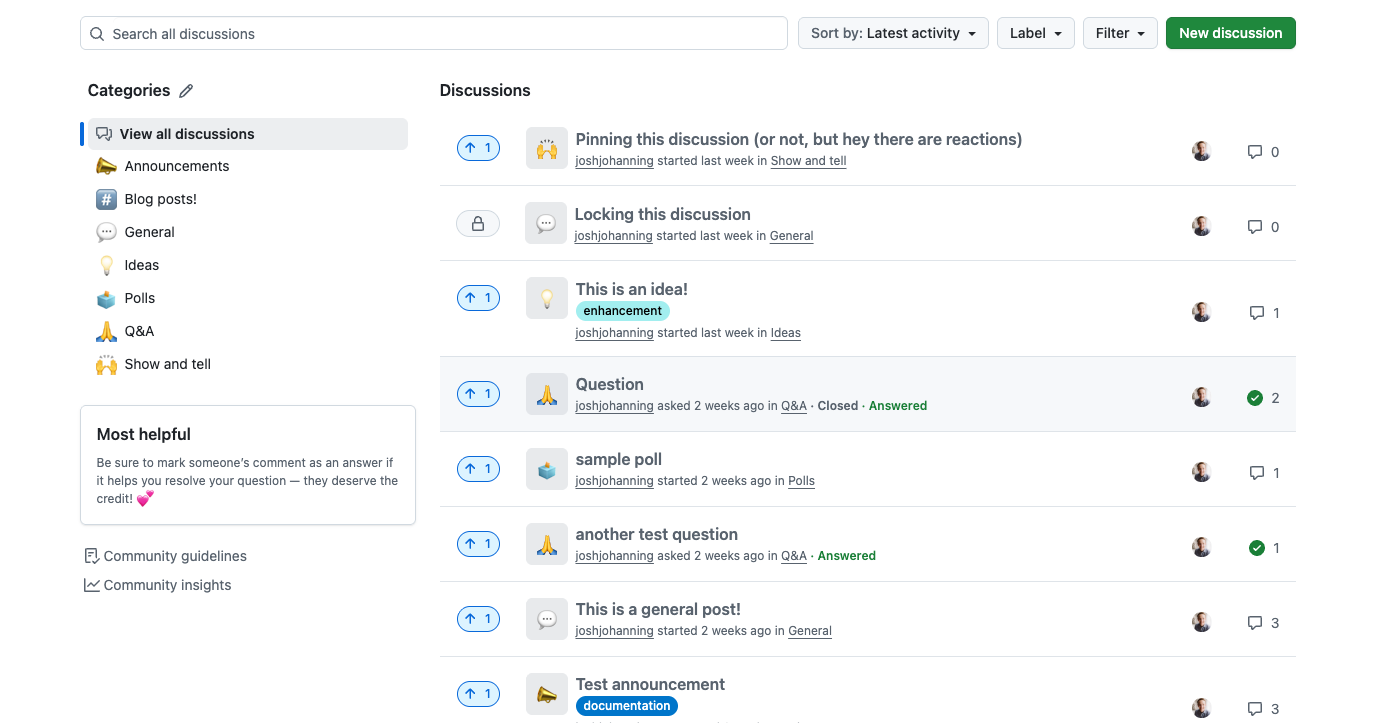 Search all discussions
Sort by: Latest activity
Label
Filter
New discussion
Categories
View all discussions
Announcements
# Blog posts!
General
Ideas
Polls
Q&A
Show and tell
Most helpful
Be sure to mark someone’s comment as an answer if
it helps you resolve your question — they deserve the
credit! 💕
Community guidelines
Community insights
Discussions
1
Pinning this discussion (or not, but hey there are reactions)
joshjohanning started last week in Show and tell
0
Locking this discussion
joshjohanning started last week in General
0
1
This is an idea!
enhancement
joshjohanning started last week in Ideas
1
1
Question
joshjohanning asked 2 weeks ago in Q&A · Closed · Answered
2
1
sample poll
joshjohanning started 2 weeks ago in Polls
1
1
another test question
joshjohanning asked 2 weeks ago in Q&A · Answered
1
1
This is a general post!
joshjohanning started 2 weeks ago in General
3
1
Test announcement
documentation
3